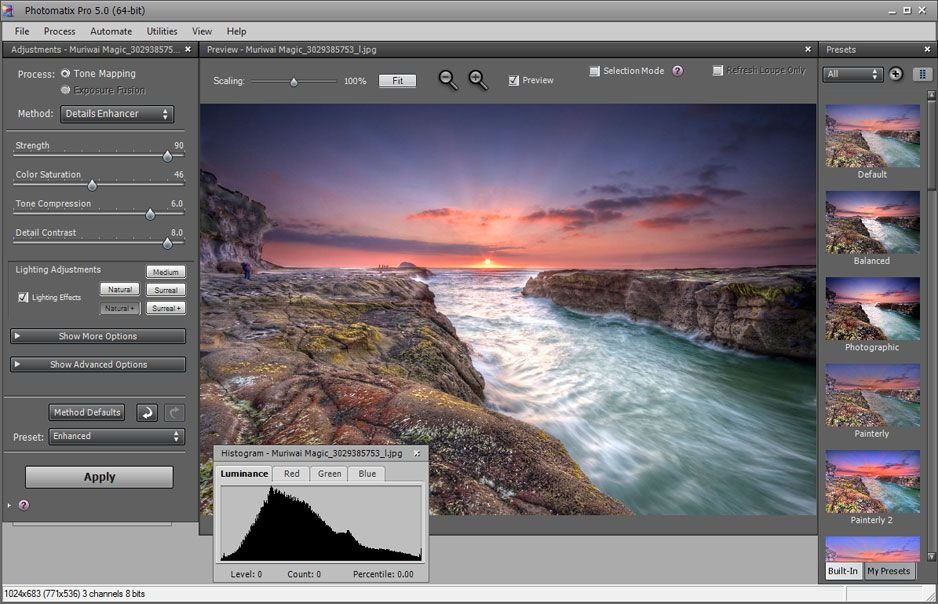 Photomatix Pro 5.0 (64-bit)
File Process Automate Utilities View Help
Adjustments - Muriwai Magic_30293857575...
Process: Tone Mapping
Exposure Fusion
Method: Details Enhancer
Strength 90
Color Saturation 46
Tone Compression 6.0
Detail Contrast 8.0
Lighting Adjustments
Medium
Lighting Effects
Natural
Surreal
Natural+
Surreal+
Show More Options
Show Advanced Options
Method Defaults
Preset: Enhanced
Apply
Preview - Muriwai Magic_3029385753_l.jpg
Scaling: 100% Fit
Preview
Selection Mode
Refresh Loupe Only
Histogram - Muriwai Magic_3029385753_l.jpg
Luminance Red Green Blue
Level: 0 Count: 0 Percentile: 0.00
Presets
All
Default
Balanced
Photographic
Painterly
Painterly 2
Built-In My Presets
1024x683 (771x536) 3 channels 8 bits